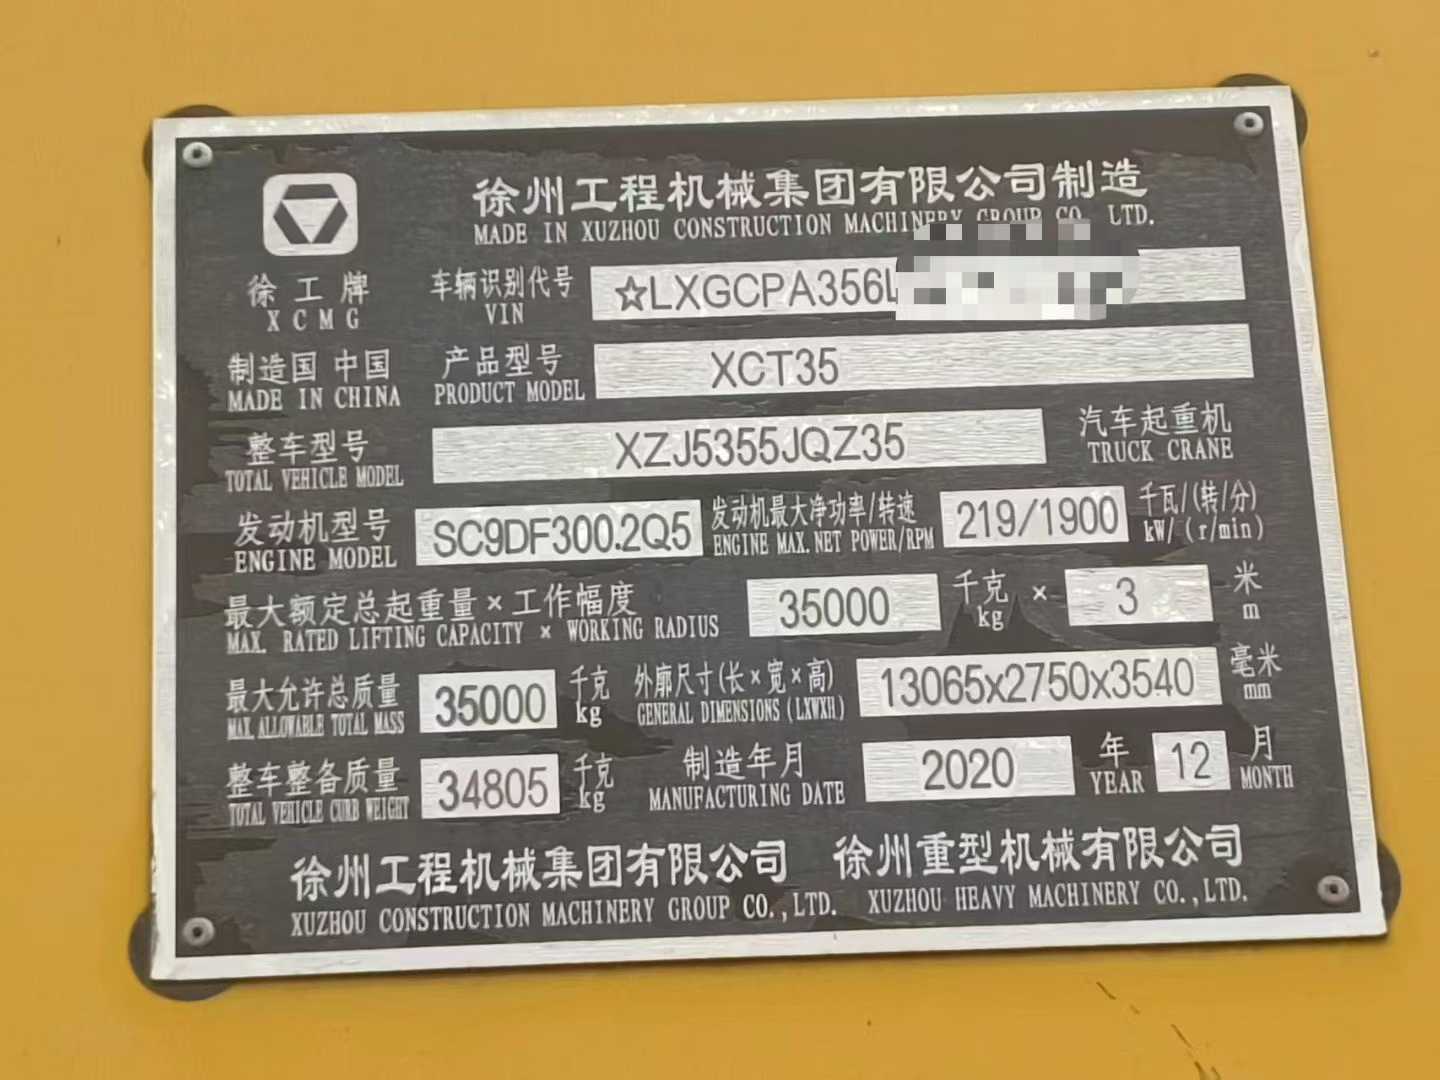 徐州工程机械集团有限公司制造
MADE IN XUZHOU CONSTRUCTION MACHINERY GROUP CO. LTD.
徐工牌
XCMG
车辆识别代号
VIN
☆LXGCPA356L
制造国 中国
MADE IN CHINA
产品型号
PRODUCT MODEL
XCT35
整车型号
TOTAL VEHICLE MODEL
XZJ5355JQZ35
汽车起重机
TRUCK CRANE
发动机型号
ENGINE MODEL
SC9DF300.2Q5
发动机最大净功率/转速
ENGINE MAX.NET POWER/RPM
219/1900
千瓦/(转/分)
kW/(r/min)
最大额定总起重量×工作幅度
MAX. RATED LIFTING CAPACITY × WORKING RADIUS
35000
千克
kg
×
3
米
m
最大允许总质量
MAX.ALLOWABLE TOTAL MASS
35000
千克
kg
外廓尺寸(长×宽×高)
GENERAL DIMENSIONS(LXWXH)
13065x2750x3540
毫米
mm
整车整备质量
TOTAL VEHICLE CURB WEIGHT
34805
千克
kg
制造年月
MANUFACTURING DATE
2020
年
YEAR
12
月
MONTH
徐州工程机械集团有限公司
XUZHOU CONSTRUCTION MACHINERY GROUP CO.,LTD.
徐州重型机械有限公司
XUZHOU HEAVY MACHINERY CO.,LTD.